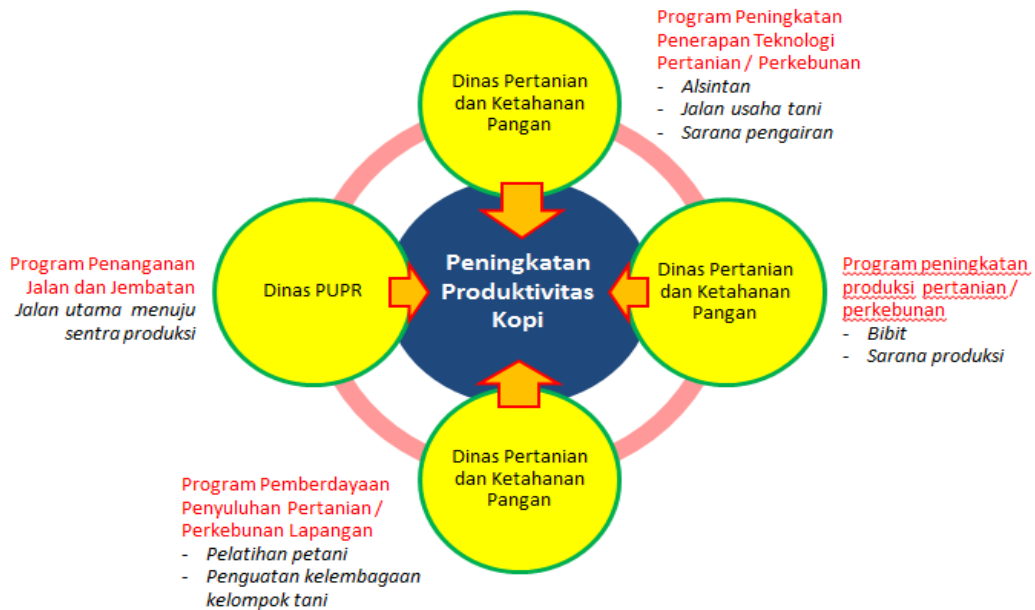 Program Peningkatan
Penerapan Teknologi
Pertanian / Perkebunan
- Alsintan
- Jalan usaha tani
- Sarana pengairan
Dinas Pertanian
dan Ketahanan
Pangan
Program Penanganan
Jalan dan Jembatan
Jalan utama menuju
sentra produksi
Dinas PUPR
Peningkatan
Produktivitas
Kopi
Dinas Pertanian
dan Ketahanan
Pangan
Program peningkatan
produksi pertanian /
perkebunan
- Bibit
- Sarana produksi
Dinas Pertanian
dan Ketahanan
Pangan
Program Pemberdayaan
Penyuluhan Pertanian /
Perkebunan Lapangan
- Pelatihan petani
- Penguatan kelembagaan
kelompok tani